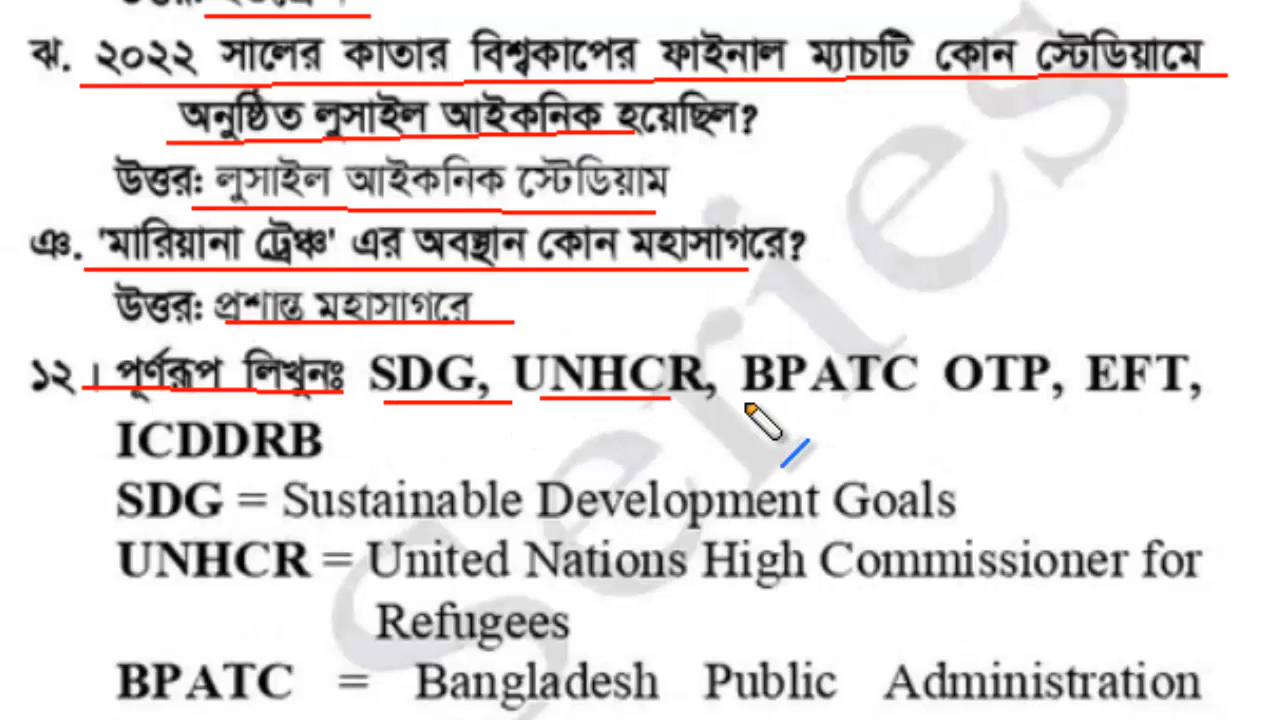 ঝ. ২০২২ সালের কাতার বিশ্বকাপের ফাইনাল ম্যাচটি কোন স্টেডিয়ামে
অনুষ্ঠিত লুসাইল আইকনিক হয়েছিল?
উত্তর: লুসাইল আইকনিক স্টেডিয়াম
ঞ. 'মারিয়ানা ট্রেঞ্চ' এর অবস্থান কোন মহাসাগরে?
উত্তর: প্রশান্ত মহাসাগরে
১২। পূর্ণরূপ লিখুনঃ SDG, UNHCR, BPATC OTP, EFT,
ICDDRB
SDG = Sustainable Development Goals
UNHCR = United Nations High Commissioner for
Refugees
BPATC = Bangladesh Public Administration
Series